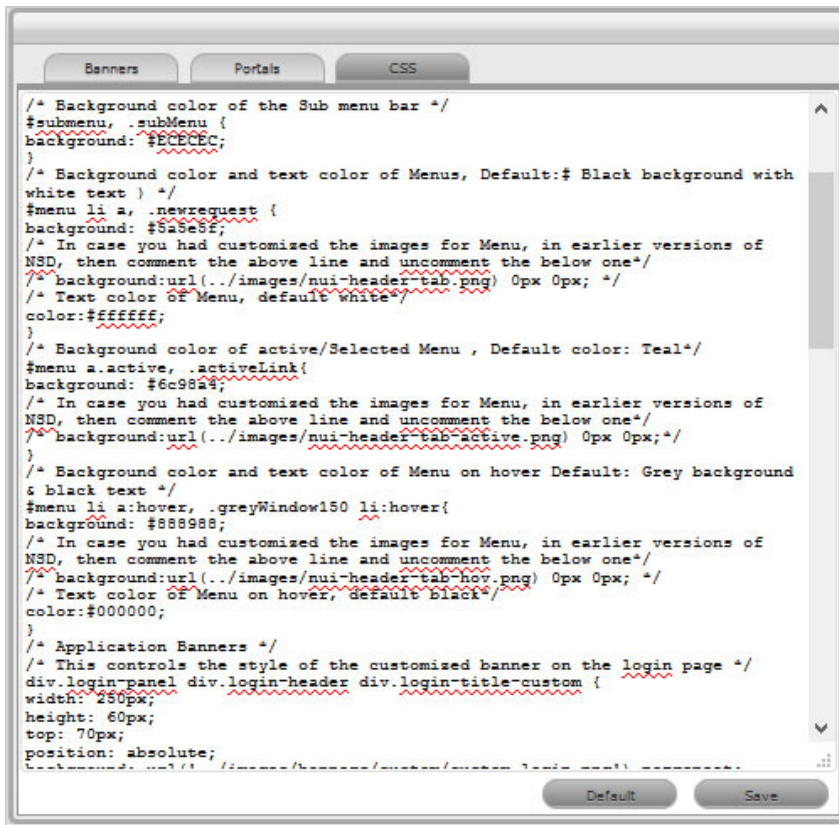 Banners
Portals
CSS
/* Background color of the Sub menu bar */
#submenu, .subMenu {
background: #ECECEC;
}
/* Background color and text color of Menus, Default:# Black background with
white text ) */
#menu li a, .newrequest {
background: #5a5e5f;
/* In case you had customized the images for Menu, in earlier versions of
NSD, then comment the above line and uncomment the below one*/
/* background:url(../images/nui-header-tab.png) 0px 0px; */
/* Text color of Menu, default white*/
color:#ffffff;
}
/* Background color of active/Selected Menu , Default color: Teal*/
#menu a.active, .activeLink{
background: #6c98a4;
/* In case you had customized the images for Menu, in earlier versions of
NSD, then comment the above line and uncomment the below one*/
/* background:url(../images/nui-header-tab-active.png) 0px 0px;*/
}
/* Background color and text color of Menu on hover Default: Grey background
& black text */
#menu li a:hover, .greyWindow150 li:hover{
background: #888988;
/* In case you had customized the images for Menu, in earlier versions of
NSD, then comment the above line and uncomment the below one*/
/* background:url(../images/nui-header-tab-hov.png) 0px 0px; */
/* Text color of Menu on hover, default black*/
color:#000000;
}
/* Application Banners */
/* This controls the style of the customized banner on the login page */
div.login-panel div.login-header div.login-title-custom {
width: 250px;
height: 60px;
top: 70px;
position: absolute;
Default
Save